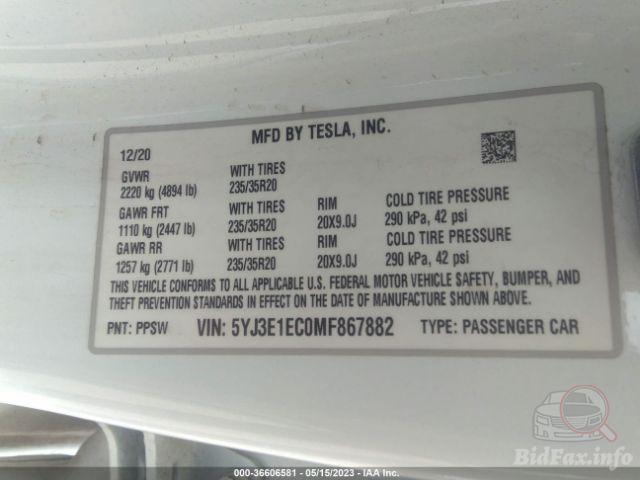 MFD BY TESLA, INC.
12/20
GVWR WITH TIRES
2220 kg (4894 lb) 235/35R20
GAWR FRT WITH TIRES RIM COLD TIRE PRESSURE
1110 kg (2447 lb) 235/35R20 20X9.0J 290 kPa, 42 psi
GAWR RR WITH TIRES RIM COLD TIRE PRESSURE
1257 kg (2771 lb) 235/35R20 20X9.0J 290 kPa, 42 psi
THIS VEHICLE CONFORMS TO ALL APPLICABLE U.S. FEDERAL MOTOR VEHICLE SAFETY, BUMPER, AND
THEFT PREVENTION STANDARDS IN EFFECT ON THE DATE OF MANUFACTURE SHOWN ABOVE.
PNT: PPSW VIN: 5YJ3E1EC0MF867882 TYPE: PASSENGER CAR
000-36606581 - 05/15/2023 - IAA Inc.
BidFax.info